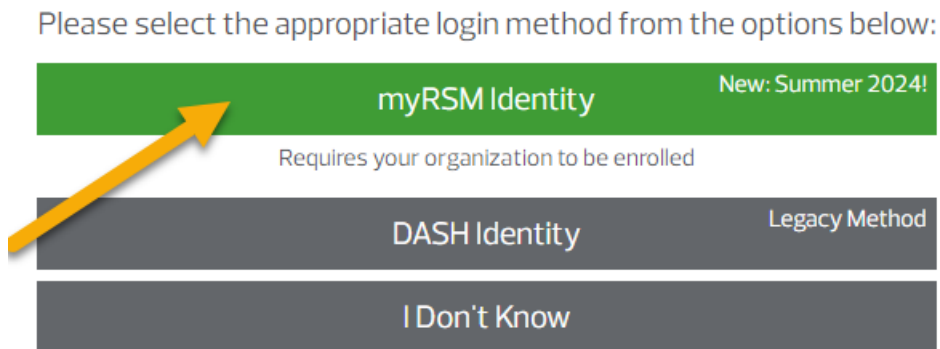 Please select the appropriate login method from the options below:
myRSM Identity
New: Summer 2024!
Requires your organization to be enrolled
DASH Identity
Legacy Method
I Don't Know